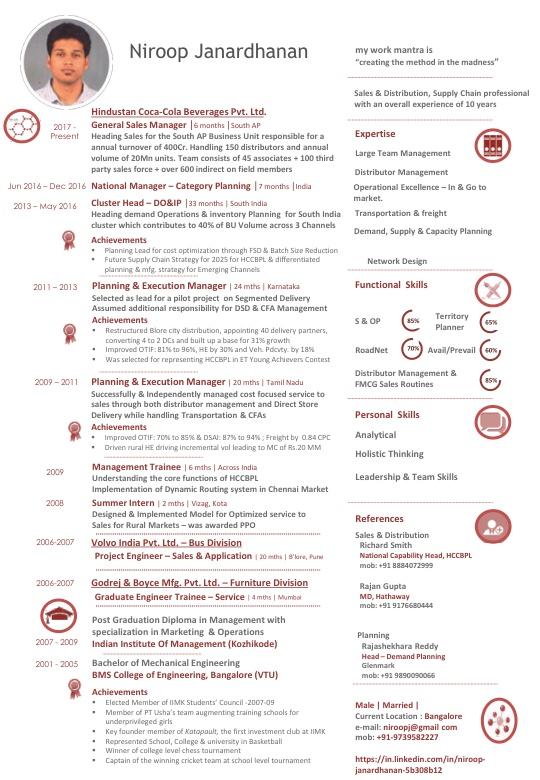 Niroop Janardhanan
my work mantra is
“creating the method in the madness”
Sales & Distribution, Supply Chain professional
with an overall experience of 10 years
2017 -
Present
Hindustan Coca-Cola Beverages Pvt. Ltd.
General Sales Manager |6 months |South AP
Heading Sales for the South AP Business Unit responsible for a
annual turnover of 400Cr. Handling 150 distributors and annual
volume of 20Mn units. Team consists of 45 associates + 100 third
party sales force + over 600 indirect on field members
Jun 2016 – Dec 2016 National Manager – Category Planning |7 months |India
2013 – May 2016 Cluster Head – DO&IP |33 months | South India
Heading demand Operations & inventory Planning for South India
cluster which contributes to 40% of BU Volume across 3 Channels
Achievements
▪ Planning Lead for cost optimization through FSD & Batch Size Reduction
▪ Future Supply Chain Strategy for 2025 for HCCBPL & differentiated
planning & mfg. strategy for Emerging Channels
2011 – 2013 Planning & Execution Manager | 24 mths | Karnataka
Selected as lead for a pilot project on Segmented Delivery
Assumed additional responsibility for DSD & CFA Management
Achievements
▪ Restructured Blore city distribution, appointing 40 delivery partners,
converting 4 to 2 DCs and built up a base for 31% growth
▪ Improved OTIF: 81% to 96%, HE by 30% and Veh. Pdcvty. by 18%
▪ Was selected for representing HCCBPL in ET Young Achievers Contest
2009 – 2011 Planning & Execution Manager | 20 mths | Tamil Nadu
Successfully & Independently managed cost focused service to
sales through both distributor management and Direct Store
Delivery while handling Transportation & CFAs
Achievements
▪ Improved OTIF: 70% to 85% & DSAI: 87% to 94% ; Freight by 0.84 CPC
▪ Driven rural HE driving incremental vol leading to MC of Rs.20 MM
2009 Management Trainee | 6 mths | Across India
Understanding the core functions of HCCBPL
Implementation of Dynamic Routing system in Chennai Market
2008 Summer Intern | 2 mths | Vizag, Kota
Designed & Implemented Model for Optimized service to
Sales for Rural Markets – was awarded PPO
2006-2007 Volvo India Pvt. Ltd. – Bus Division
Project Engineer – Sales & Application | 20 mths | B'lore, Pune
2006-2007 Godrej & Boyce Mfg. Pvt. Ltd. – Furniture Division
Graduate Engineer Trainee – Service | 4 mths | Mumbai
Post Graduation Diploma in Management with
specialization in Marketing & Operations
2007 - 2009 Indian Institute Of Management (Kozhikode)
2001 - 2005 Bachelor of Mechanical Engineering
BMS College of Engineering, Bangalore (VTU)
Achievements
▪ Elected Member of IIMK Students' Council -2007-09
▪ Member of PT Usha's team augmenting training schools for
underprivileged girls
▪ Key founder member of Katapault, the first investment club at IIMK
▪ Represented School, College & university in Basketball
▪ Winner of college level chess tournament
▪ Captain of the winning cricket team at school level tournament
Expertise
Large Team Management
Distributor Management
Operational Excellence – In & Go to
market.
Transportation & freight
Demand, Supply & Capacity Planning
Network Design
Functional Skills
S & OP 85% Territory
Planner 65%
RoadNet 70% Avail/Prevail 60%
Distributor Management &
FMCG Sales Routines 85%
Personal Skills
Analytical
Holistic Thinking
Leadership & Team Skills
References
Sales & Distribution
Richard Smith
National Capability Head, HCCBPL
mob: +91 8884072999
Rajan Gupta
MD, Hathaway
mob: +91 9176680444
Planning
Rajashekhara Reddy
Head – Demand Planning
Glenmark
mob: +91 9890090066
Male | Married |
Current Location : Bangalore
e-mail: niroopj@gmail com
mob: +91-9739582227
https://in.linkedin.com/in/niroop-
janardhanan-5b308b12